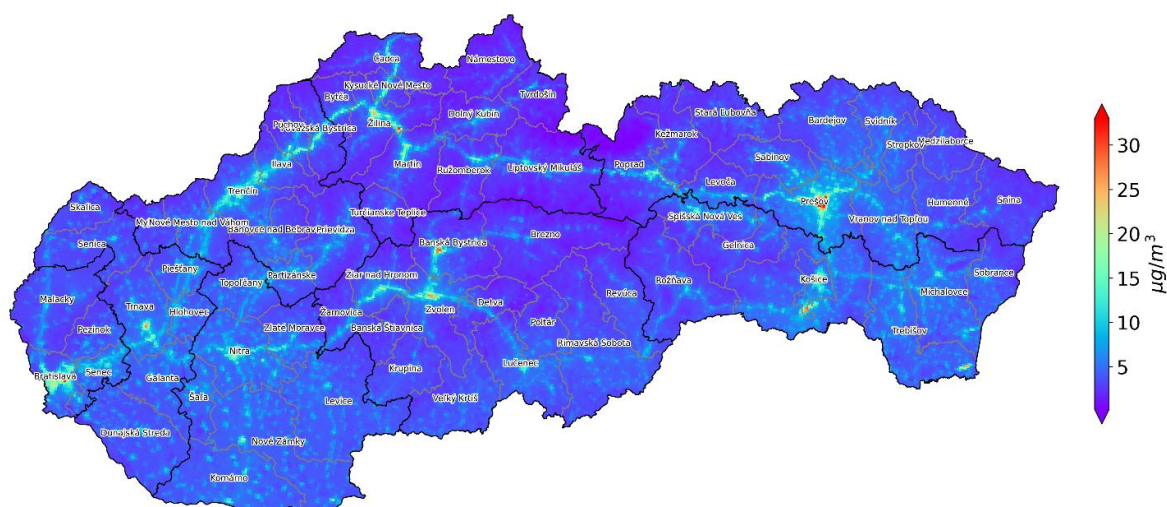 Čadca
Námestovo
Kysucké Nové Mesto
Bytča
Tvrdošín
Dolný Kubín
Žilina
Stará Ľubovňa
Bardejov
Svidník
Púchov
Považská Bystrica
Kežmarok
Stropkov
Medzilaborce
Ilava
Martin
Ružomberok
Liptovský Mikuláš
Poprad
Sabinov
Levoča
Trenčín
Prešov
Humenné
Snina
Skalica
Turčianske Teplice
Spišská Nová Ves
Vranov nad Topľou
Nové Mesto nad Váhom
Bánovce nad Bebravou
Prievidza
Brezno
Banská Bystrica
Gelnica
Senica
Piešťany
Partizánske
Žiar nad Hronom
Topoľčany
Košice
Sobrance
Rožňava
Michalovce
Malacky
Trnava
Hlohovec
Žarnovica
Zvolen
Detva
Revúca
Pezinok
Zlaté Moravce
Banská Štiavnica
Poltár
Trebišov
Nitra
Rimavská Sobota
Bratislava
Senec
Galanta
Krupina
Lučenec
Šaľa
Levice
Veľký Krtíš
Dunajská Streda
Nové Zámky
Komárno
30
25
20
15
10
5
μg/m³